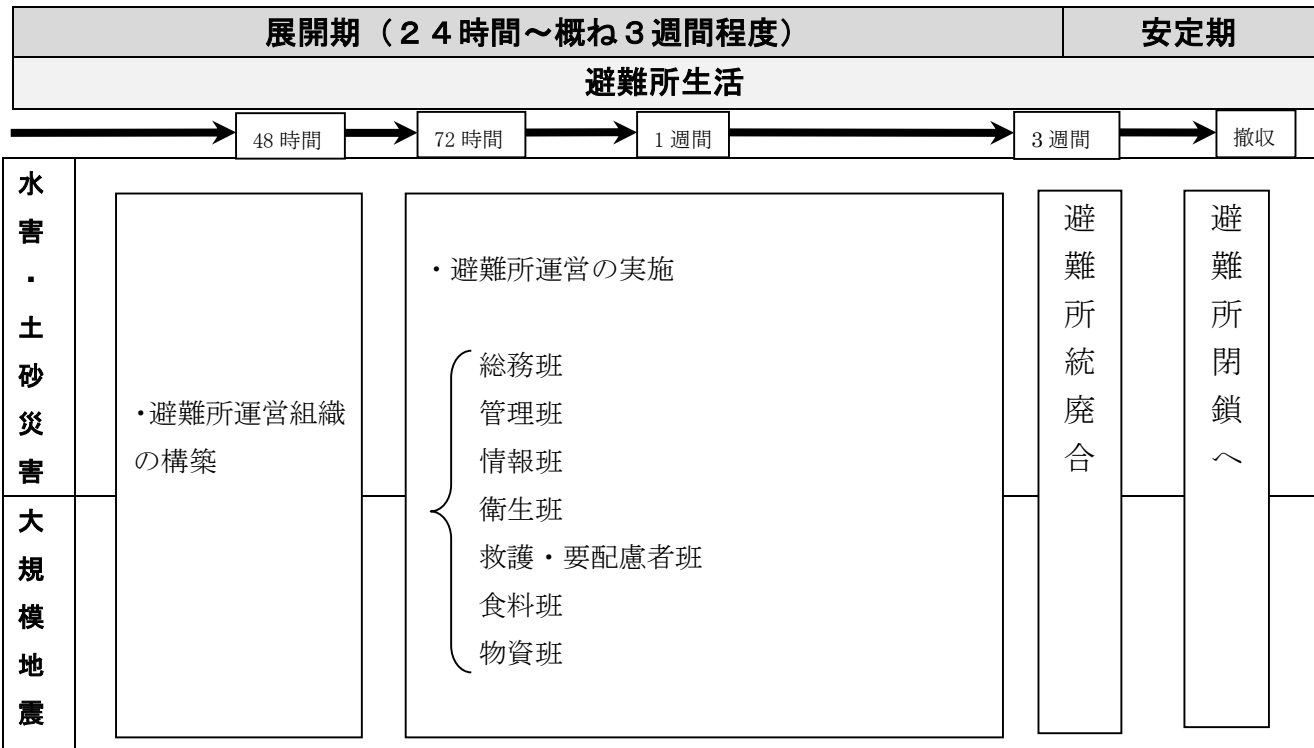 展開期（２４時間～概ね３週間程度）
安定期
避難所生活
48 時間
72 時間
1 週間
3 週間
撤収
水害・土砂災害
大規模地震
・避難所運営組織
の構築
・避難所運営の実施
総務班
管理班
情報班
衛生班
救護・要配慮者班
食料班
物資班
避難所統廃合
避難所閉鎖へ